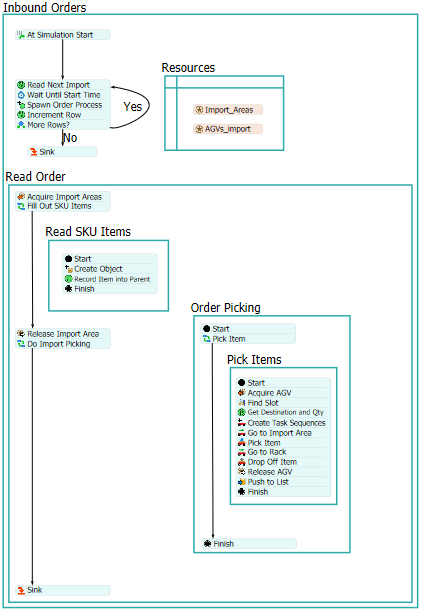 Inbound Orders
At Simulation Start
Resources
Read Next Import
Wait Until Start Time
Spawn Order Process
Increment Row
More Rows?
Yes
No
Import_Areas
AGVs_import
Sink
Read Order
Acquire Import Areas
Fill Out SKU Items
Read SKU Items
Start
Create Object
Record Item into Parent
Finish
Release Import Area
Do Import Picking
Order Picking
Start
Pick Item
Pick Items
Start
Acquire AGV
Find Slot
Get Destination and Qty
Create Task Sequences
Go to Import Area
Pick Item
Go to Rack
Drop Off Item
Release AGV
Push to List
Finish
Finish
Sink